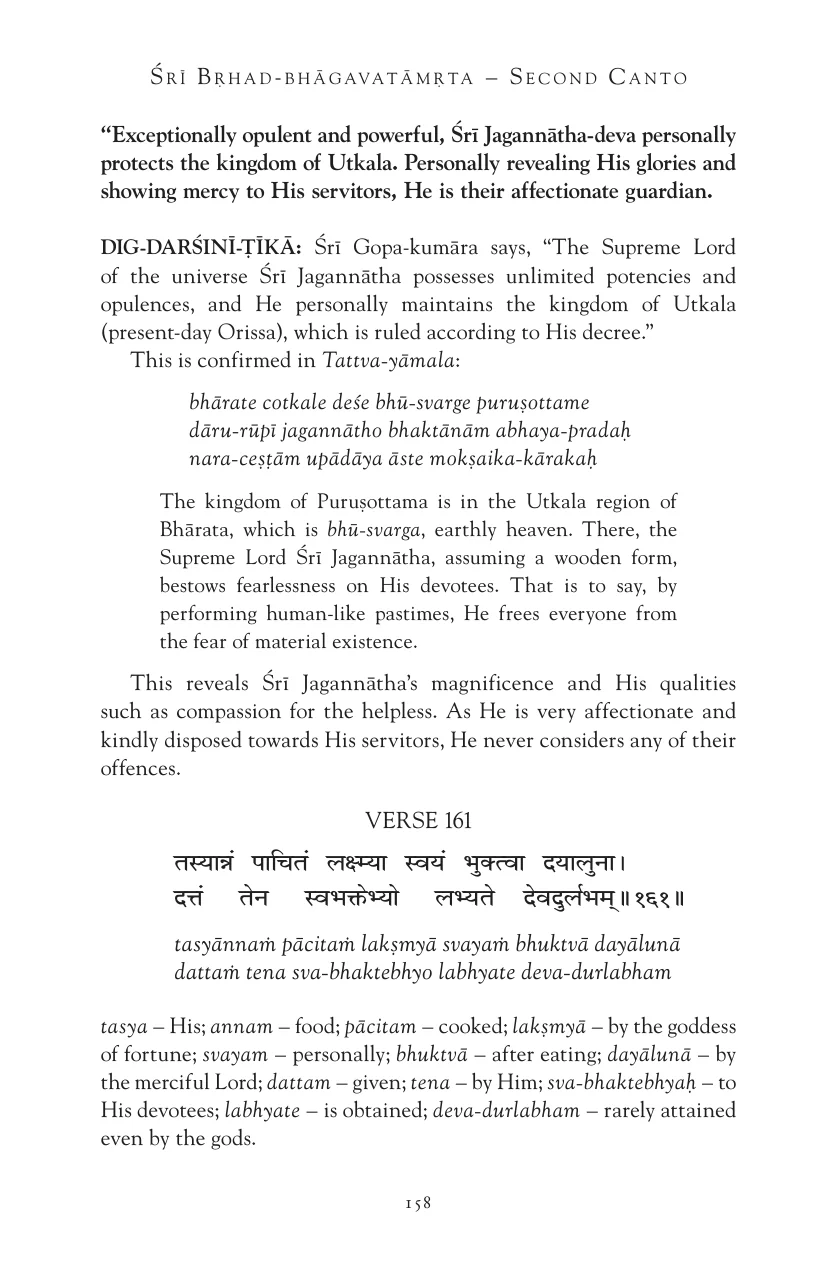 Śrī Bṛhad-bhāgavatāmṛta – Second Canto
“Exceptionally opulent and powerful, Śrī Jagannātha-deva personally
protects the kingdom of Utkala. Personally revealing His glories and
showing mercy to His servitors, He is their affectionate guardian.
DIG-DARŚINĪ-ṬĪKĀ: Śrī Gopa-kumāra says, “The Supreme Lord
of the universe Śrī Jagannātha possesses unlimited potencies and
opulences, and He personally maintains the kingdom of Utkala
(present-day Orissa), which is ruled according to His decree.”
This is confirmed in Tattva-yāmala:
bhārate cotkale deśe bhū-svarge puruṣottame
dāru-rūpī jagannātho bhaktānām abhaya-pradaḥ
nara-ceṣṭām upādāya āste mokṣaika-kārakaḥ
The kingdom of Puruṣottama is in the Utkala region of
Bhārata, which is bhū-svarga, earthly heaven. There, the
Supreme Lord Śrī Jagannātha, assuming a wooden form,
bestows fearlessness on His devotees. That is to say, by
performing human-like pastimes, He frees everyone from
the fear of material existence.
This reveals Śrī Jagannātha’s magnificence and His qualities
such as compassion for the helpless. As He is very affectionate and
kindly disposed towards His servitors, He never considers any of their
offences.
VERSE 161
तस्यान्नं पाचितं लक्ष्म्या स्वयं भुक्त्वा दयालुना।
दत्तं तेन स्वभक्तेभ्यो लभ्यते देवदुर्लभम्॥१६१॥
tasyānnaṁ pācitaṁ lakṣmyā svayaṁ bhuktvā dayālunā
dattaṁ tena sva-bhaktebhyo labhyate deva-durlabham
tasya – His; annam – food; pācitam – cooked; lakṣmyā – by the goddess
of fortune; svayam – personally; bhuktvā – after eating; dayālunā – by
the merciful Lord; dattam – given; tena – by Him; sva-bhaktebhyaḥ – to
His devotees; labhyate – is obtained; deva-durlabham – rarely attained
even by the gods.
158